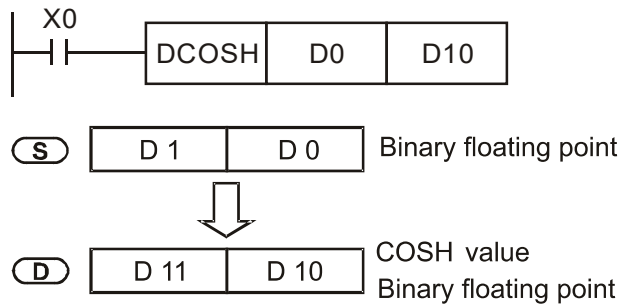 X0
DCOSH D0 D10
S D 1 D 0 Binary floating point
COSH value
D D 11 D 10
Binary floating point